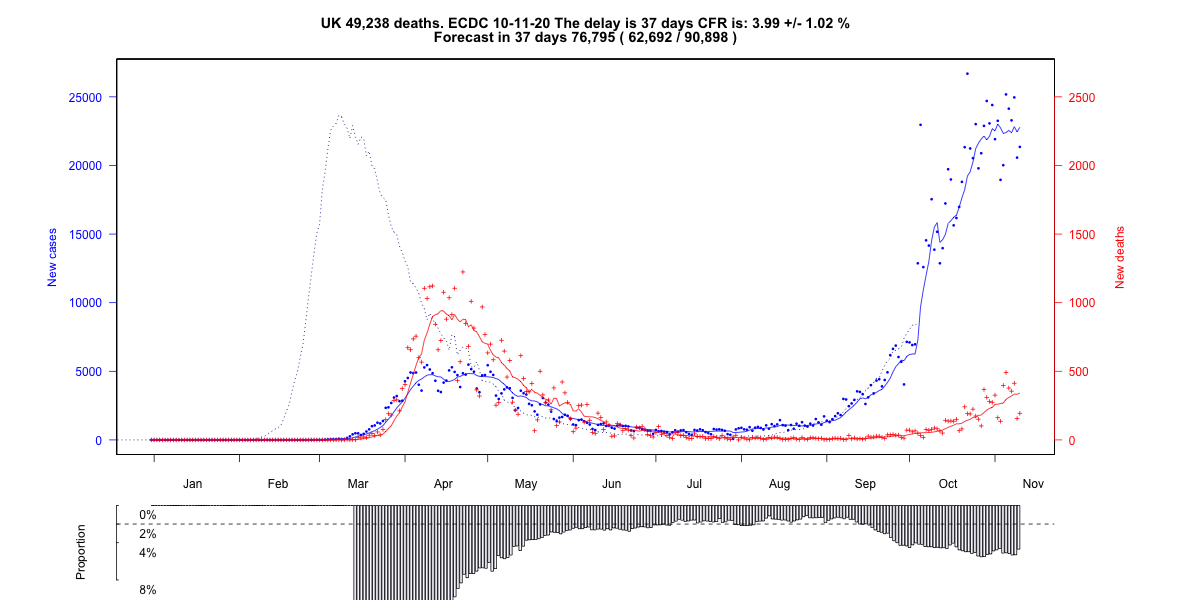 UK 49,238 deaths. ECDC 10-11-20 The delay is 37 days CFR is: 3.99 +/- 1.02 %
Forecast in 37 days 76,795 ( 62,692 / 90,898 )
25000
20000
15000
10000
5000
0
New cases
2500
2000
1500
1000
500
0
New deaths
Jan Feb Mar Apr May Jun Jul Aug Sep Oct Nov
Proportion
0%
2%
4%
8%